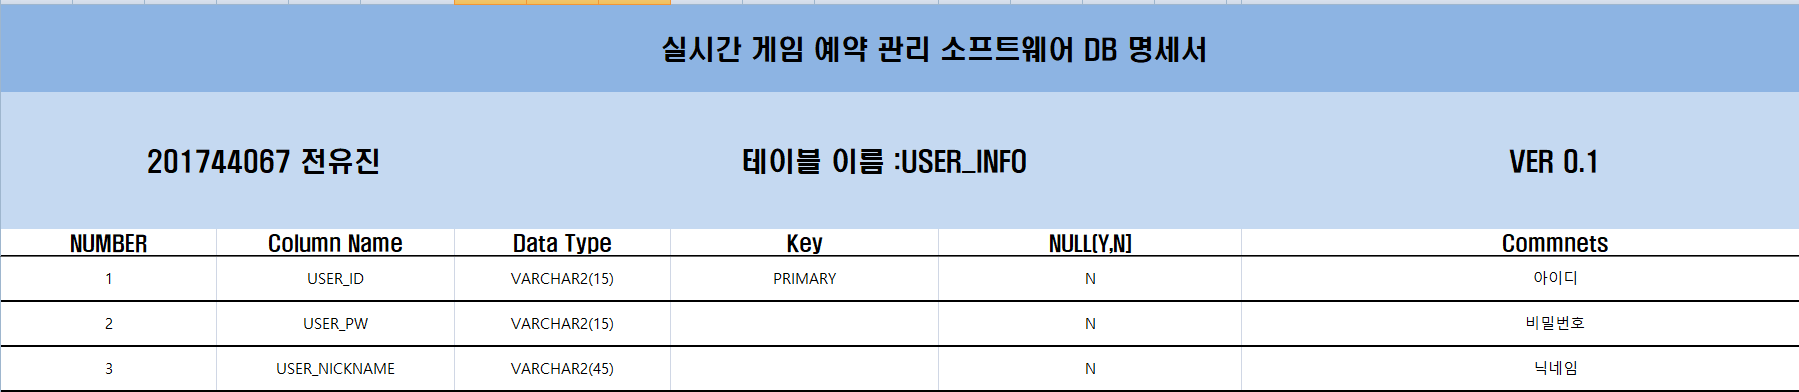 실시간 게임 예약 관리 소프트웨어 DB 명세서
201744067 전유진 테이블 이름 :USER_INFO VER 0.1
NUMBER Column Name Data Type Key NULL[Y,N] Commnets
1 USER_ID VARCHAR2(15) PRIMARY N 아이디
2 USER_PW VARCHAR2(15) N 비밀번호
3 USER_NICKNAME VARCHAR2(45) N 닉네임